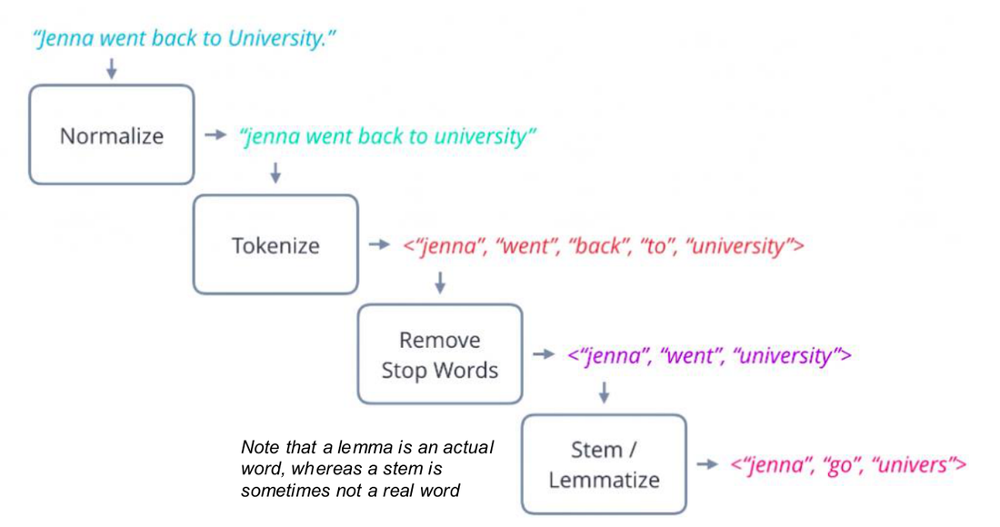 “Jenna went back to University.”
Normalize
“jenna went back to university”
Tokenize
<“jenna”, “went”, “back”, “to”, “university”>
Remove
Stop Words
<“jenna”, “went”, “university”>
Stem /
Lemmatize
<“jenna”, “go”, “univers”>
Note that a lemma is an actual
word, whereas a stem is
sometimes not a real word